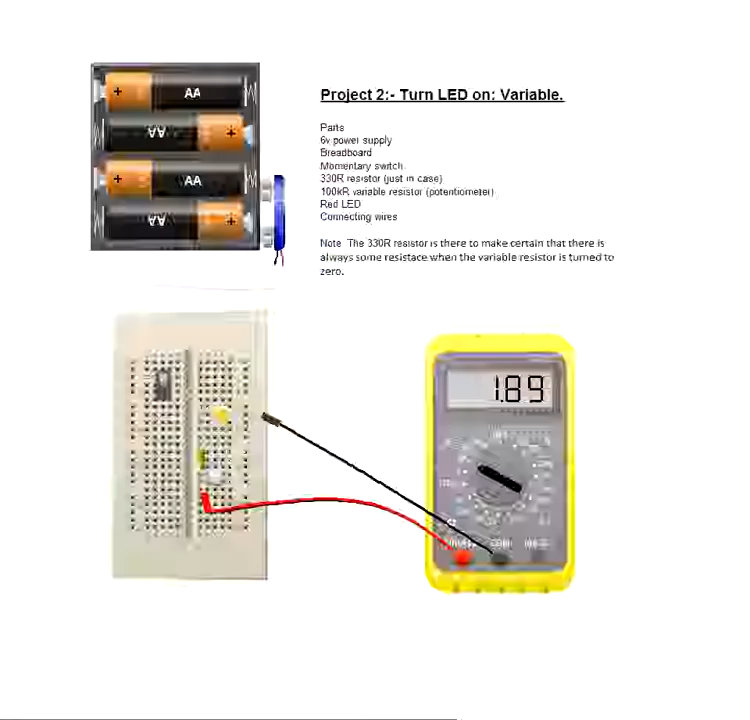 AA
AA
AA
AA
Project 2:- Turn LED on: Variable.
Parts
6v power supply
Breadboard
Momentary switch
330R resistor (just in case)
100kR variable resistor (potentiometer)
Red LED
Connecting wires
Note The 330R resistor is there to make certain that there is
always some resistace when the variable resistor is turned to
zero.
1.89